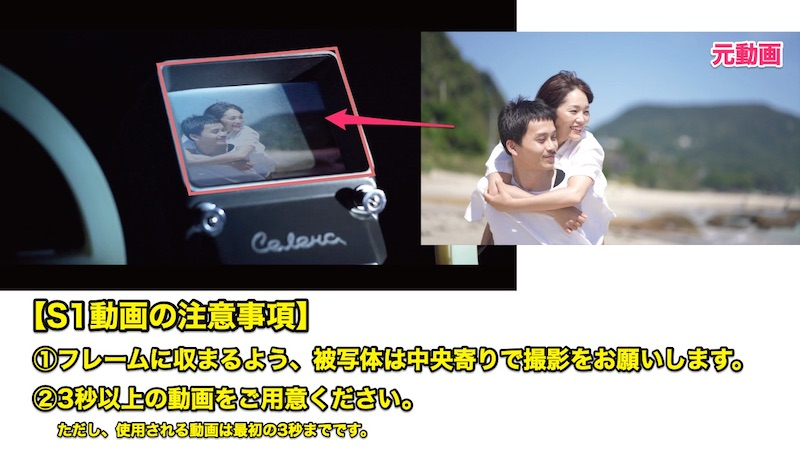 元動画
Селена
【S1動画の注意事項】
①フレームに収まるよう、被写体は中央寄りで撮影をお願いします。
②3秒以上の動画をご用意ください。
ただし、使用される動画は最初の3秒までです。